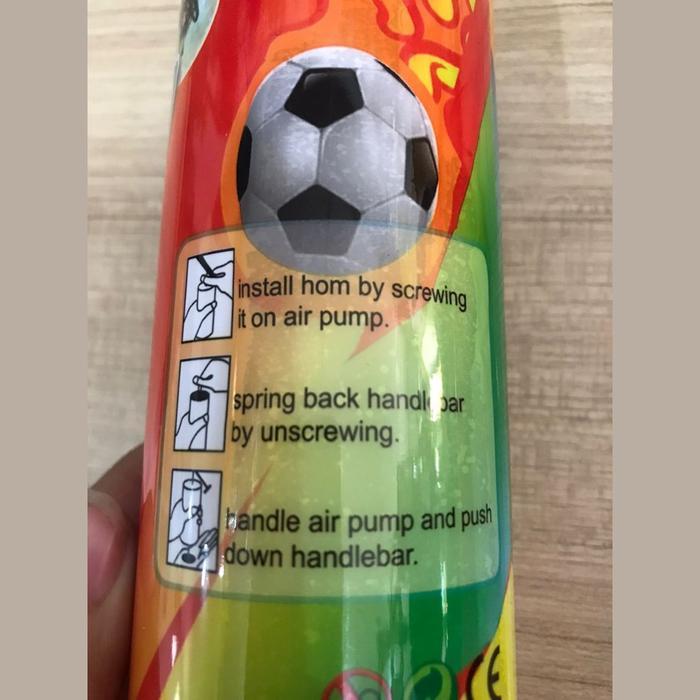 install hom by screwing
it on air pump.
spring back handlebar
by unscrewing.
handle air pump and push
down handlebar.
CE